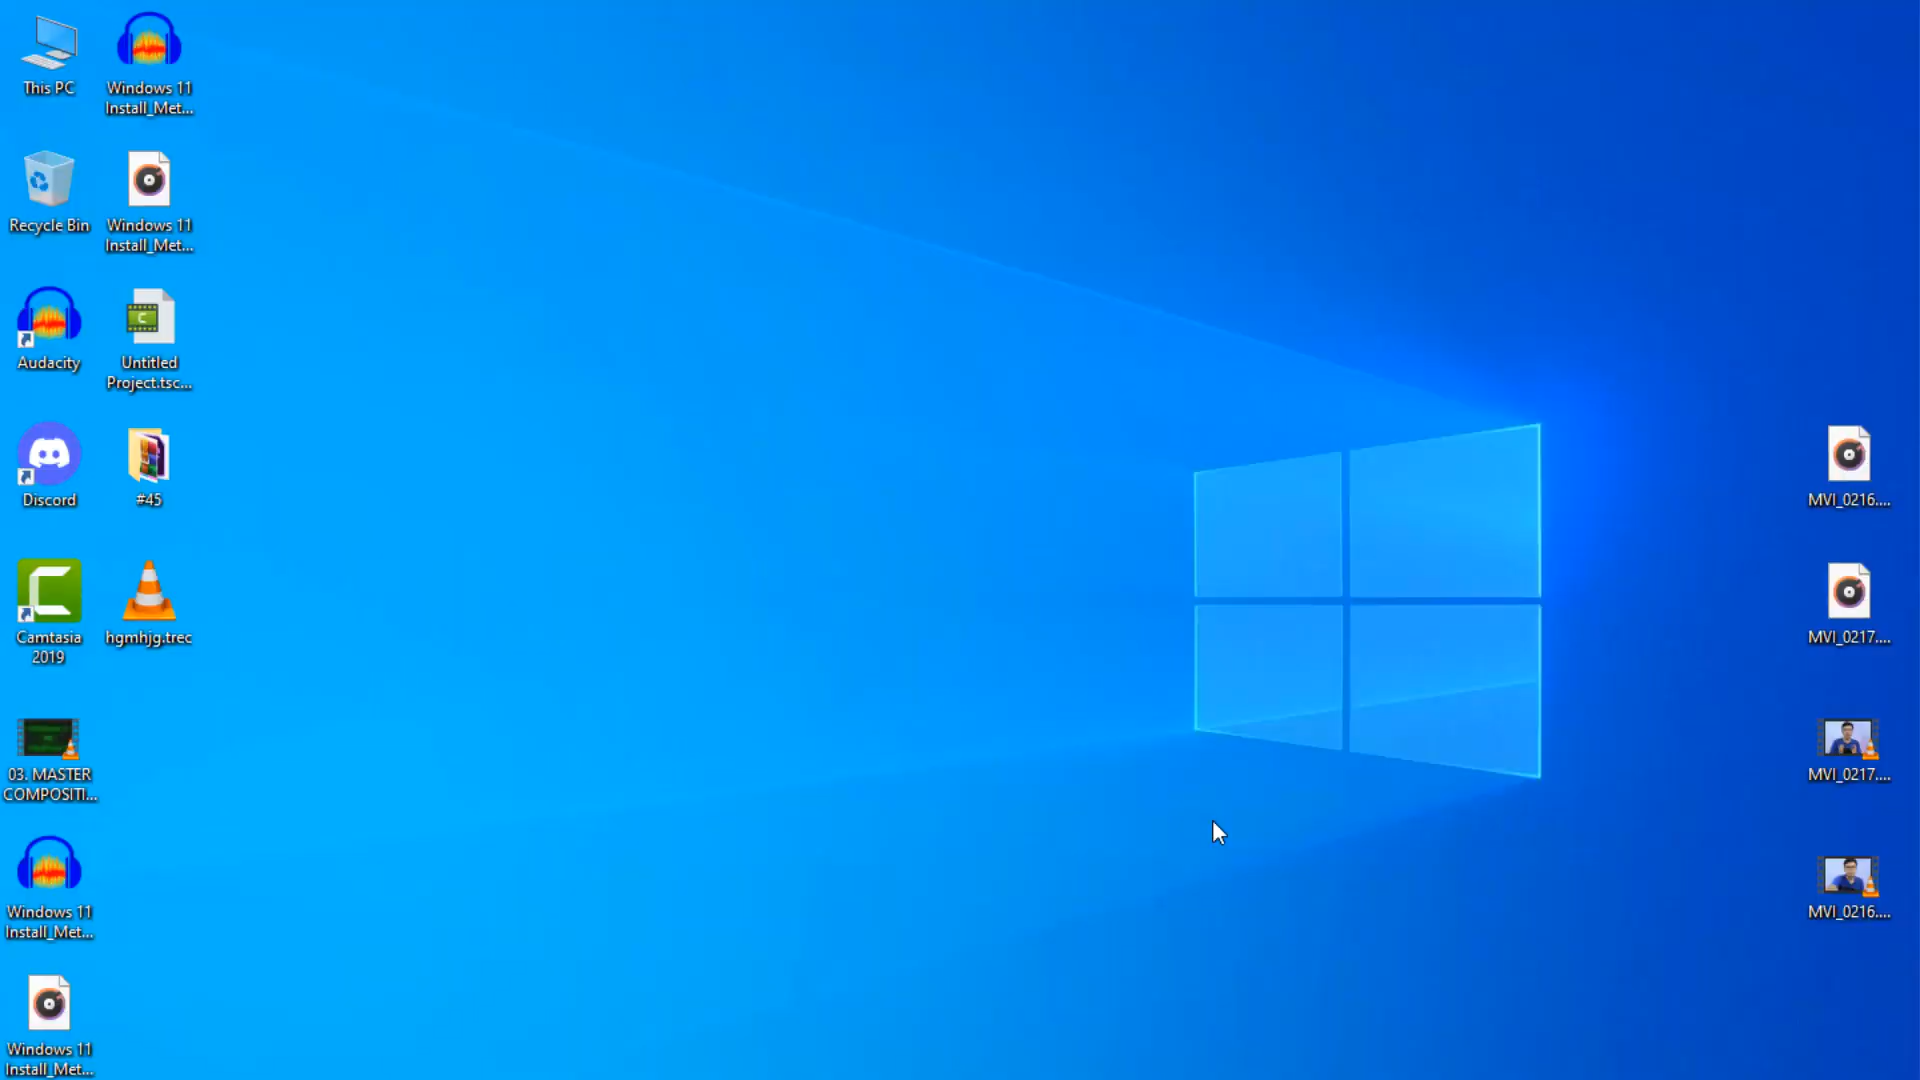 This PC
Windows 11
Install_Met...
Recycle Bin
Windows 11
Install_Met...
Audacity
Untitled
Project.tsc...
Discord
#45
Camtasia
2019
hgmhjg.trec
03. MASTER
COMPOSITI...
Windows 11
Install_Met...
Windows 11
Install_Met...
MVI_0216....
MVI_0217....
MVI_0217....
MVI_0216....